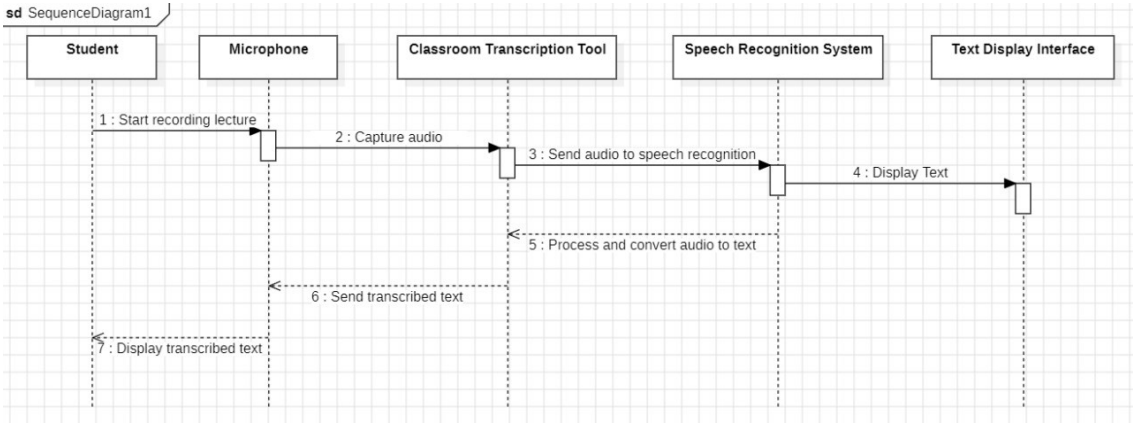 sd SequenceDiagram1
Student
Microphone
Classroom Transcription Tool
Speech Recognition System
Text Display Interface
1 : Start recording lecture
2 : Capture audio
3 : Send audio to speech recognition
4 : Display Text
5 : Process and convert audio to text
6 : Send transcribed text
7 : Display transcribed text